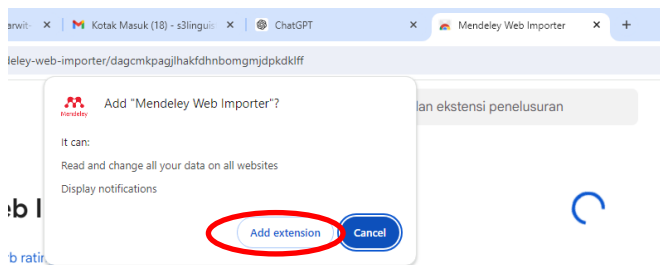 Kotak Masuk (18) - s3linguis
ChatGPT
Mendeley Web Importer
deley-web-importer/dagcmkpagjlhakfdhnbomgmjdpkdklff
Mendeley
Add "Mendeley Web Importer"?
dan ekstensi penelusuran
It can:
Read and change all your data on all websites
Display notifications
Add extension
Cancel